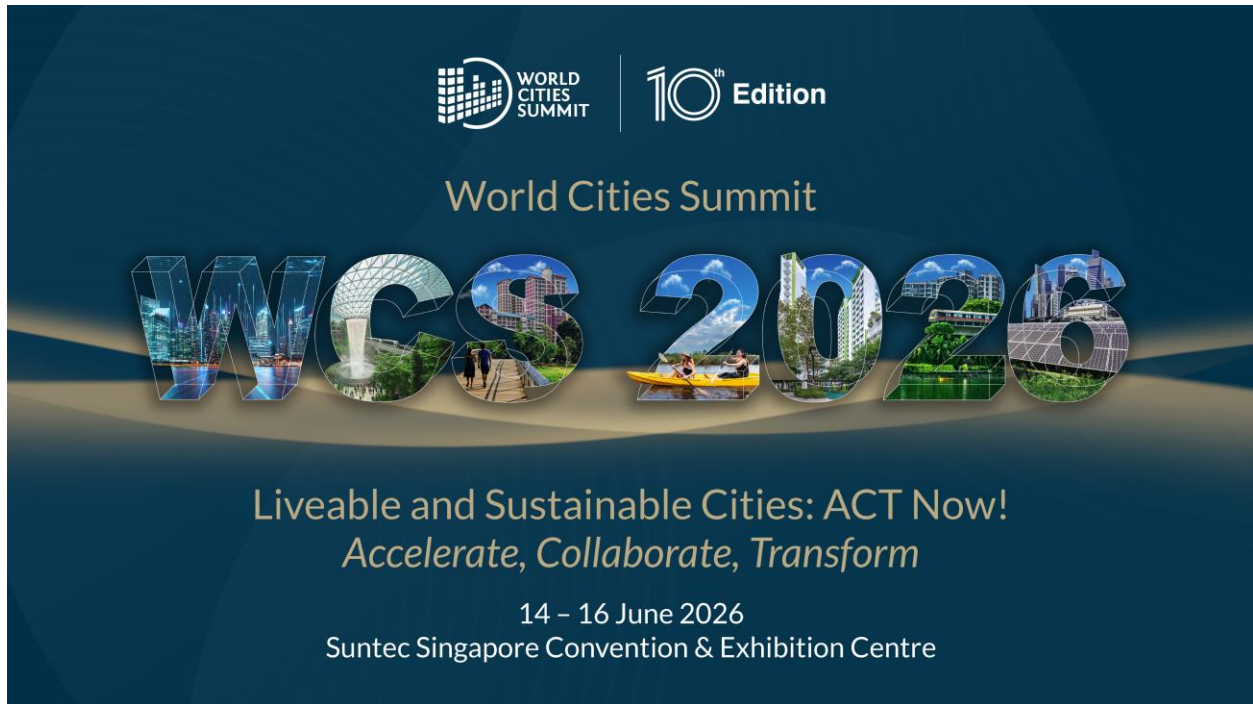 WORLD
CITIES
SUMMIT
10th Edition
World Cities Summit
WCS 2026
Liveable and Sustainable Cities: ACT Now!
Accelerate, Collaborate, Transform
14 – 16 June 2026
Suntec Singapore Convention & Exhibition Centre